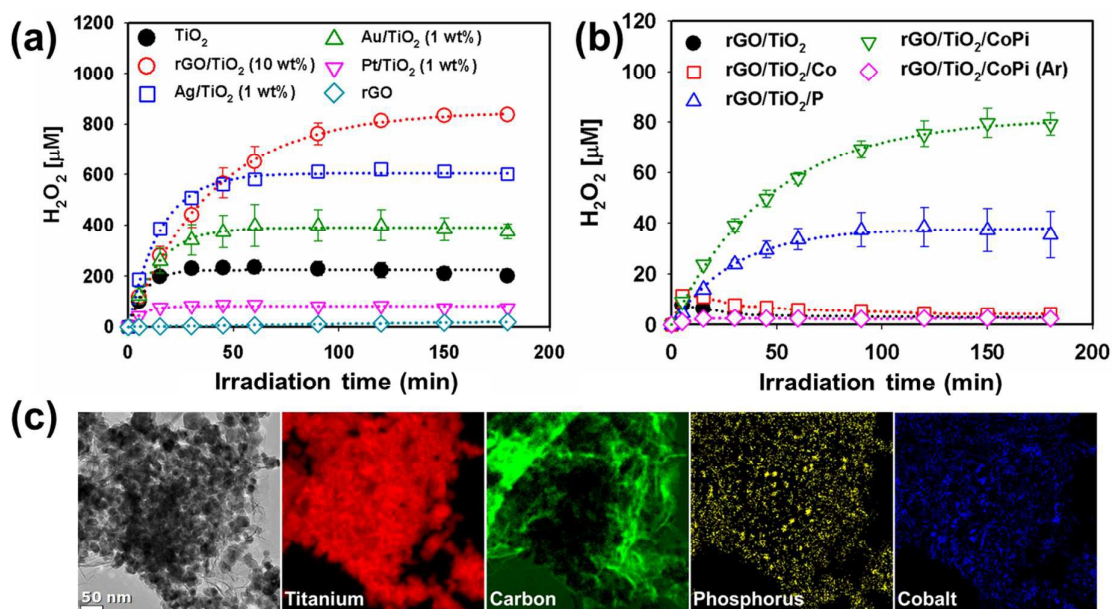 (a)
1200
1000
800
600
400
200
0
H₂O₂ [μM]
TiO₂
rGO/TiO₂ (10 wt%)
Ag/TiO₂ (1 wt%)
Au/TiO₂ (1 wt%)
Pt/TiO₂ (1 wt%)
rGO
0 50 100 150 200
Irradiation time (min)
(b)
100
80
60
40
20
0
H₂O₂ [μM]
rGO/TiO₂
rGO/TiO₂/Co
rGO/TiO₂/P
rGO/TiO₂/CoPi
rGO/TiO₂/CoPi (Ar)
0 50 100 150 200
Irradiation time (min)
(c)
50 nm
Titanium
Carbon
Phosphorus
Cobalt